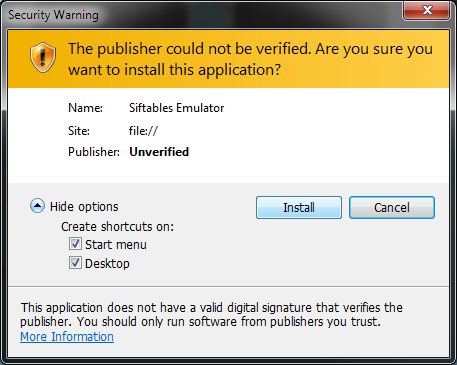 Security Warning
The publisher could not be verified. Are you sure you
want to install this application?
Name: Siftables Emulator
Site: file://
Publisher: Unverified
Hide options
Install
Cancel
Create shortcuts on:
Start menu
Desktop
This application does not have a valid digital signature that verifies the
publisher. You should only run software from publishers you trust.
More Information